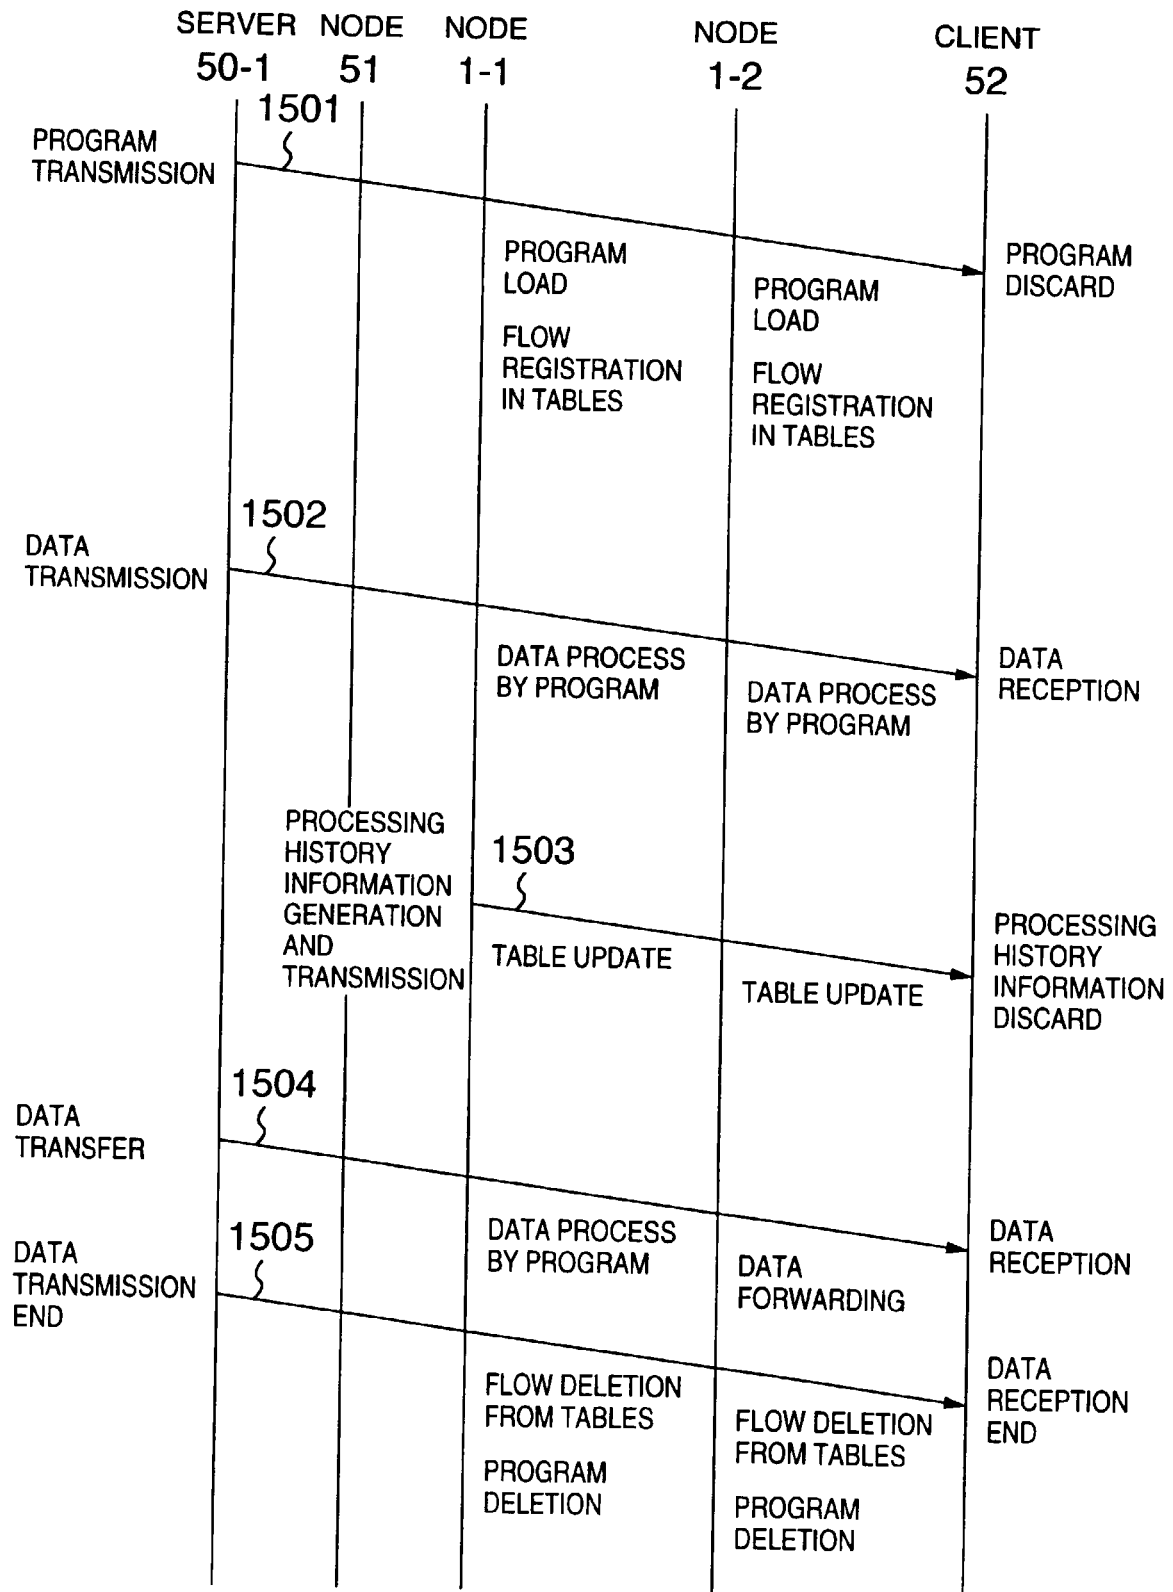 SERVER
50-1
NODE
51
NODE
1-1
NODE
1-2
CLIENT
52
1501
PROGRAM
TRANSMISSION
PROGRAM
LOAD
FLOW
REGISTRATION
IN TABLES
PROGRAM
LOAD
FLOW
REGISTRATION
IN TABLES
PROGRAM
DISCARD
1502
DATA
TRANSMISSION
DATA PROCESS
BY PROGRAM
DATA PROCESS
BY PROGRAM
DATA
RECEPTION
PROCESSING
HISTORY
INFORMATION
GENERATION
AND
TRANSMISSION
1503
TABLE UPDATE
TABLE UPDATE
PROCESSING
HISTORY
INFORMATION
DISCARD
1504
DATA
TRANSFER
DATA PROCESS
BY PROGRAM
DATA
FORWARDING
DATA
RECEPTION
1505
DATA
TRANSMISSION
END
FLOW DELETION
FROM TABLES
PROGRAM
DELETION
FLOW DELETION
FROM TABLES
PROGRAM
DELETION
DATA
RECEPTION
END